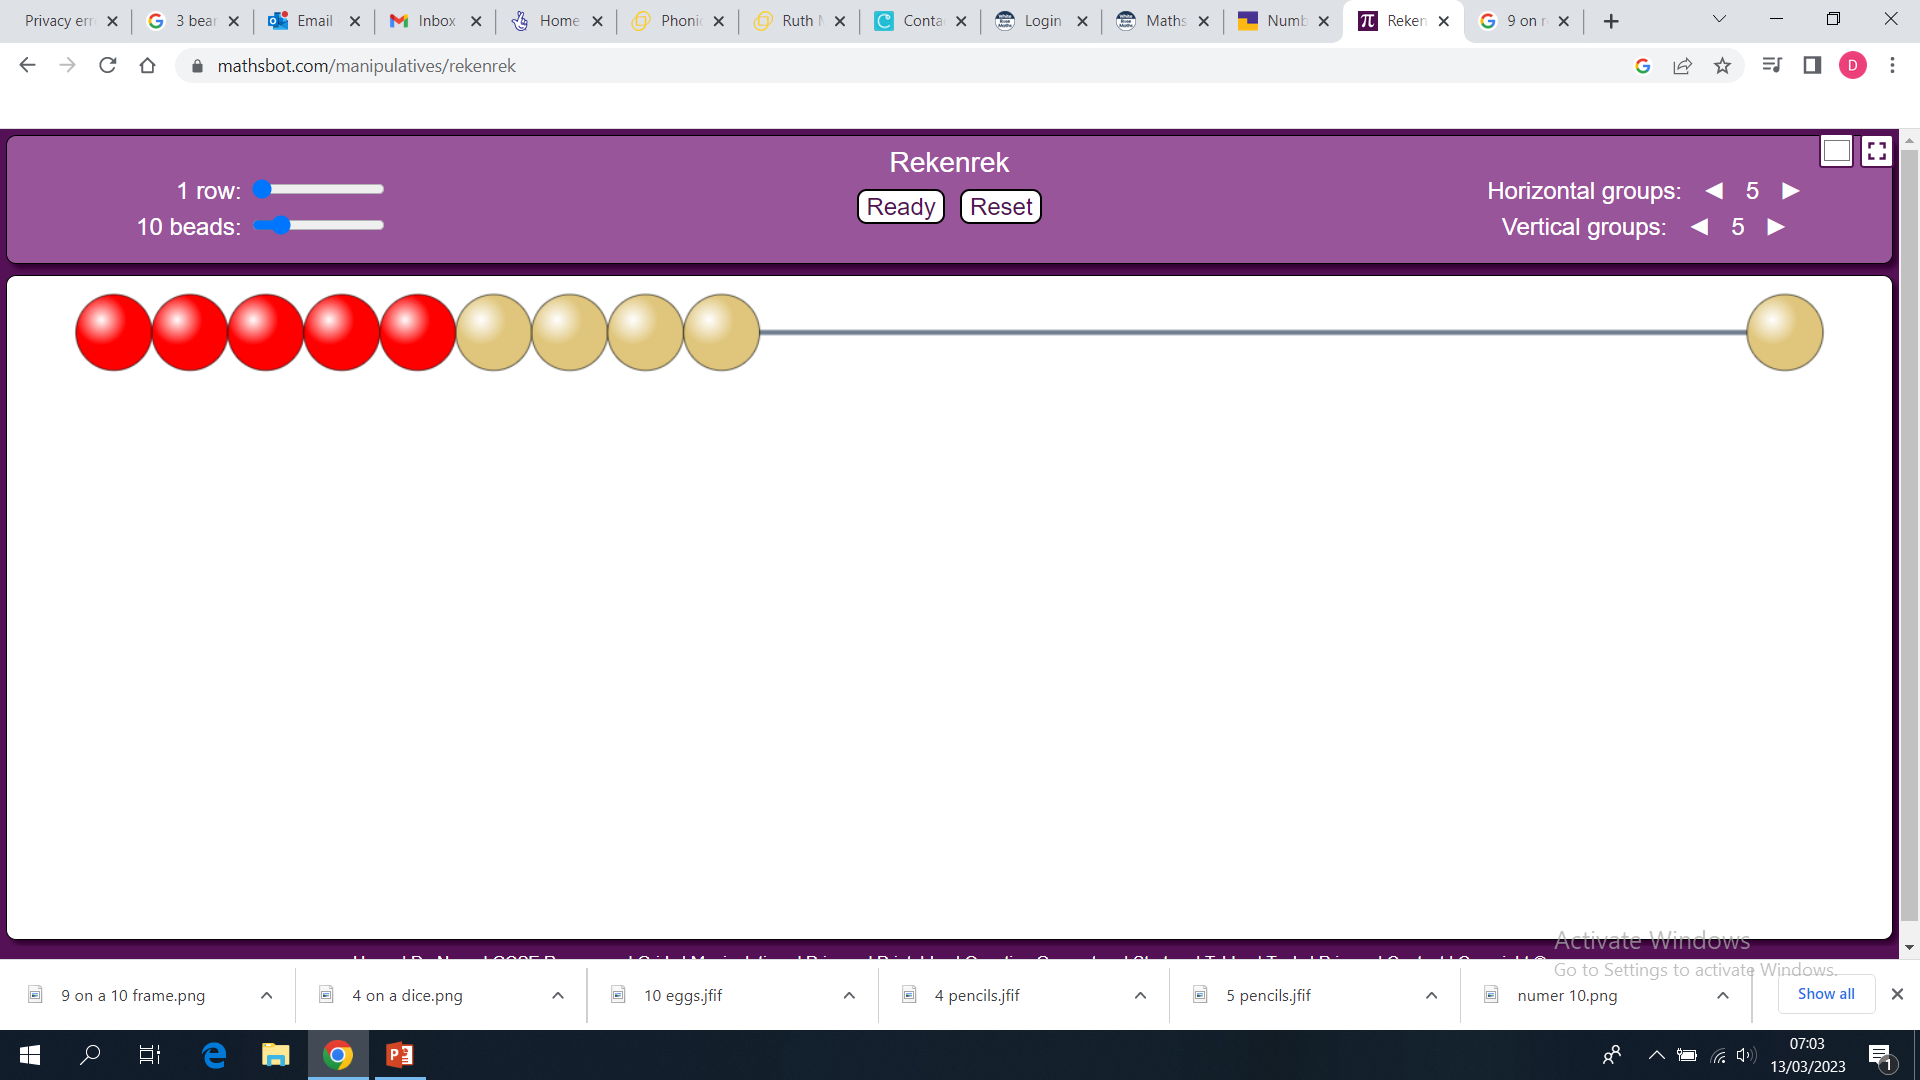 Privacy err
3 bear
Email
Inbox
Home
Phonic
Ruth M
Contac
Login
Maths
Numb
Reken
9 on r
mathsbot.com/manipulatives/rekenrek
D
Rekenrek
1 row:
10 beads:
Ready Reset
Horizontal groups: 5
Vertical groups: 5
Activate Windows
Go to Settings to activate Windows.
9 on a 10 frame.png
4 on a dice.png
10 eggs.jfif
4 pencils.jfif
5 pencils.jfif
numer 10.png
Show all
07:03
13/03/2023
1